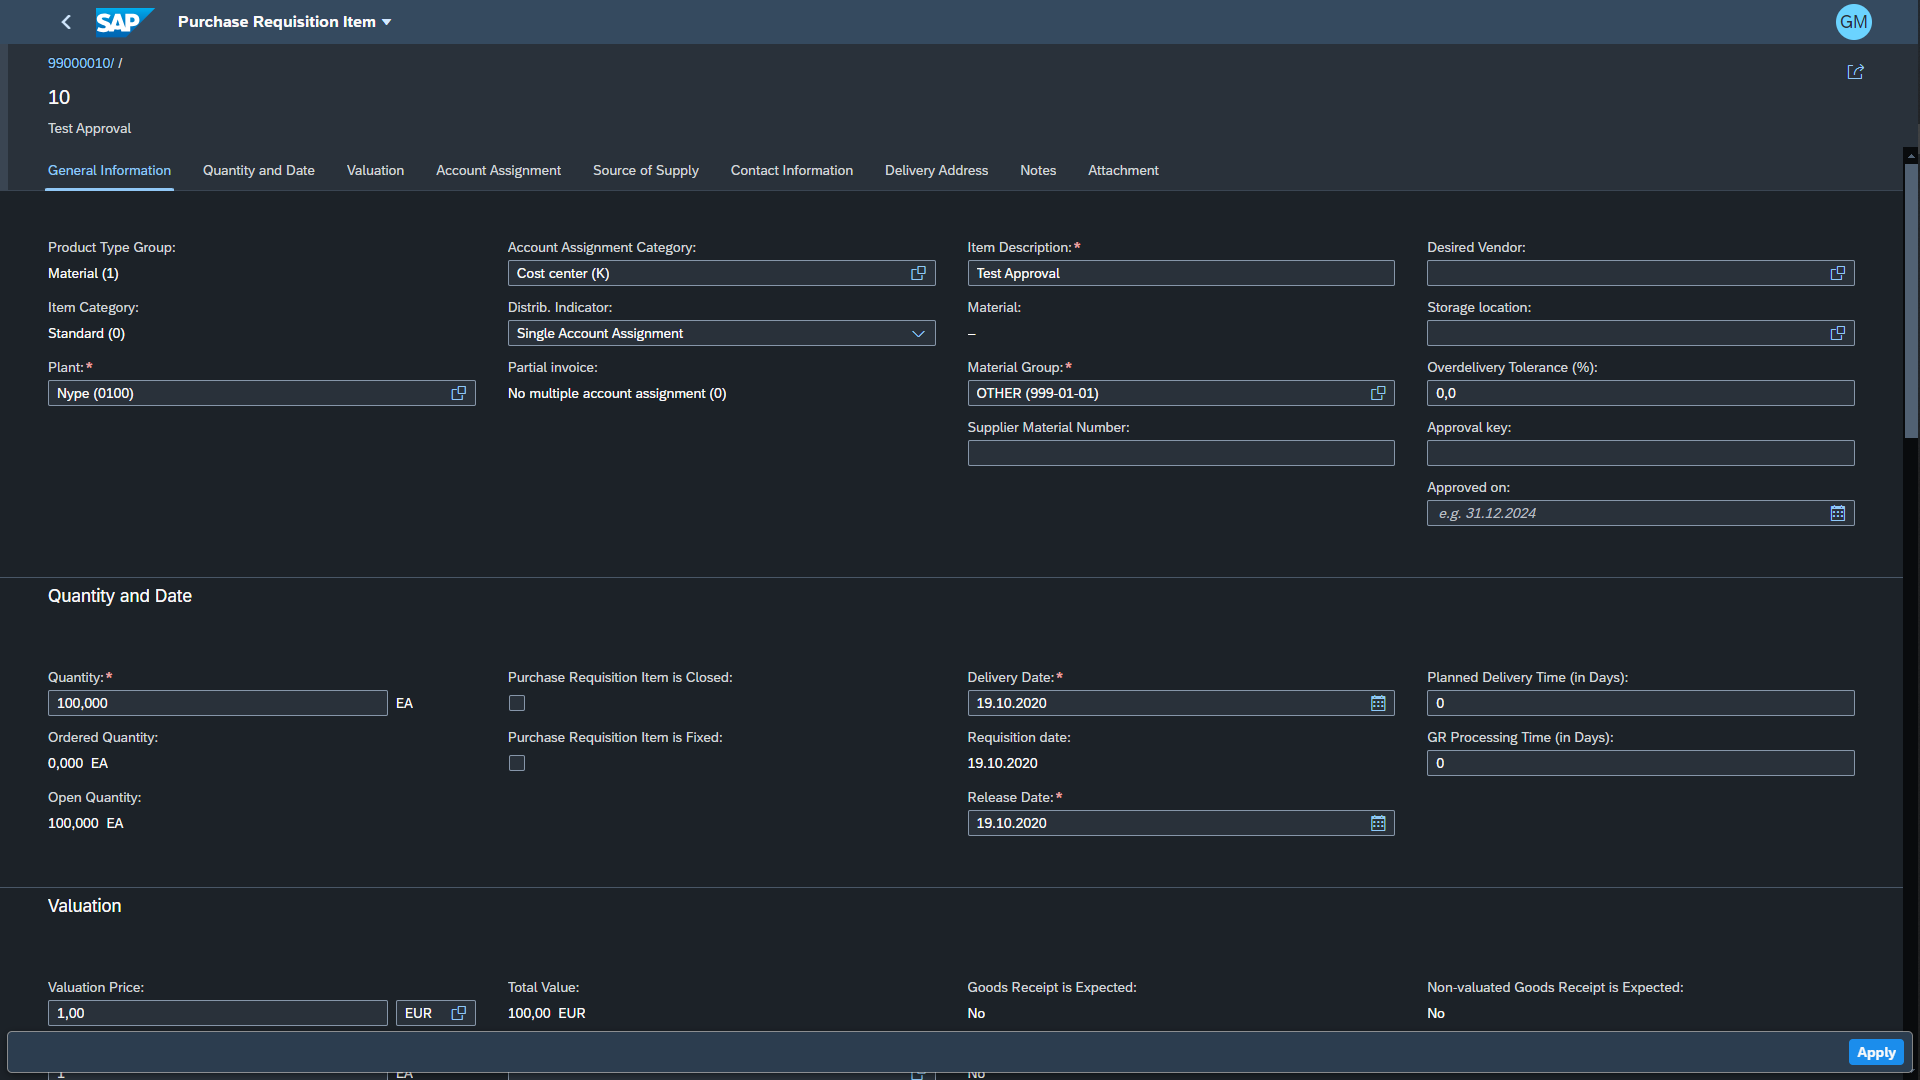 SAP Purchase Requisition Item GM
99000010/ /
10
Test Approval
General Information Quantity and Date Valuation Account Assignment Source of Supply Contact Information Delivery Address Notes Attachment
Product Type Group: Account Assignment Category: Item Description:* Desired Vendor:
Material (1) Cost center (K) Test Approval
Item Category: Distrib. Indicator: Material: Storage location:
Standard (0) Single Account Assignment –
Plant:* Partial invoice: Material Group:* Overdelivery Tolerance (%):
Nype (0100) No multiple account assignment (0) OTHER (999-01-01) 0,0
Supplier Material Number: Approval key:
Approved on:
e.g. 31.12.2024
Quantity and Date
Quantity:* Purchase Requisition Item is Closed: Delivery Date:* Planned Delivery Time (in Days):
100,000 EA 19.10.2020 0
Ordered Quantity: Purchase Requisition Item is Fixed: Requisition date: GR Processing Time (in Days):
0,000 EA 19.10.2020 0
Open Quantity: Release Date:*
100,000 EA 19.10.2020
Valuation
Valuation Price: Total Value: Goods Receipt is Expected: Non-valuated Goods Receipt is Expected:
1,00 EUR 100,00 EUR No No
Apply
1 EA No